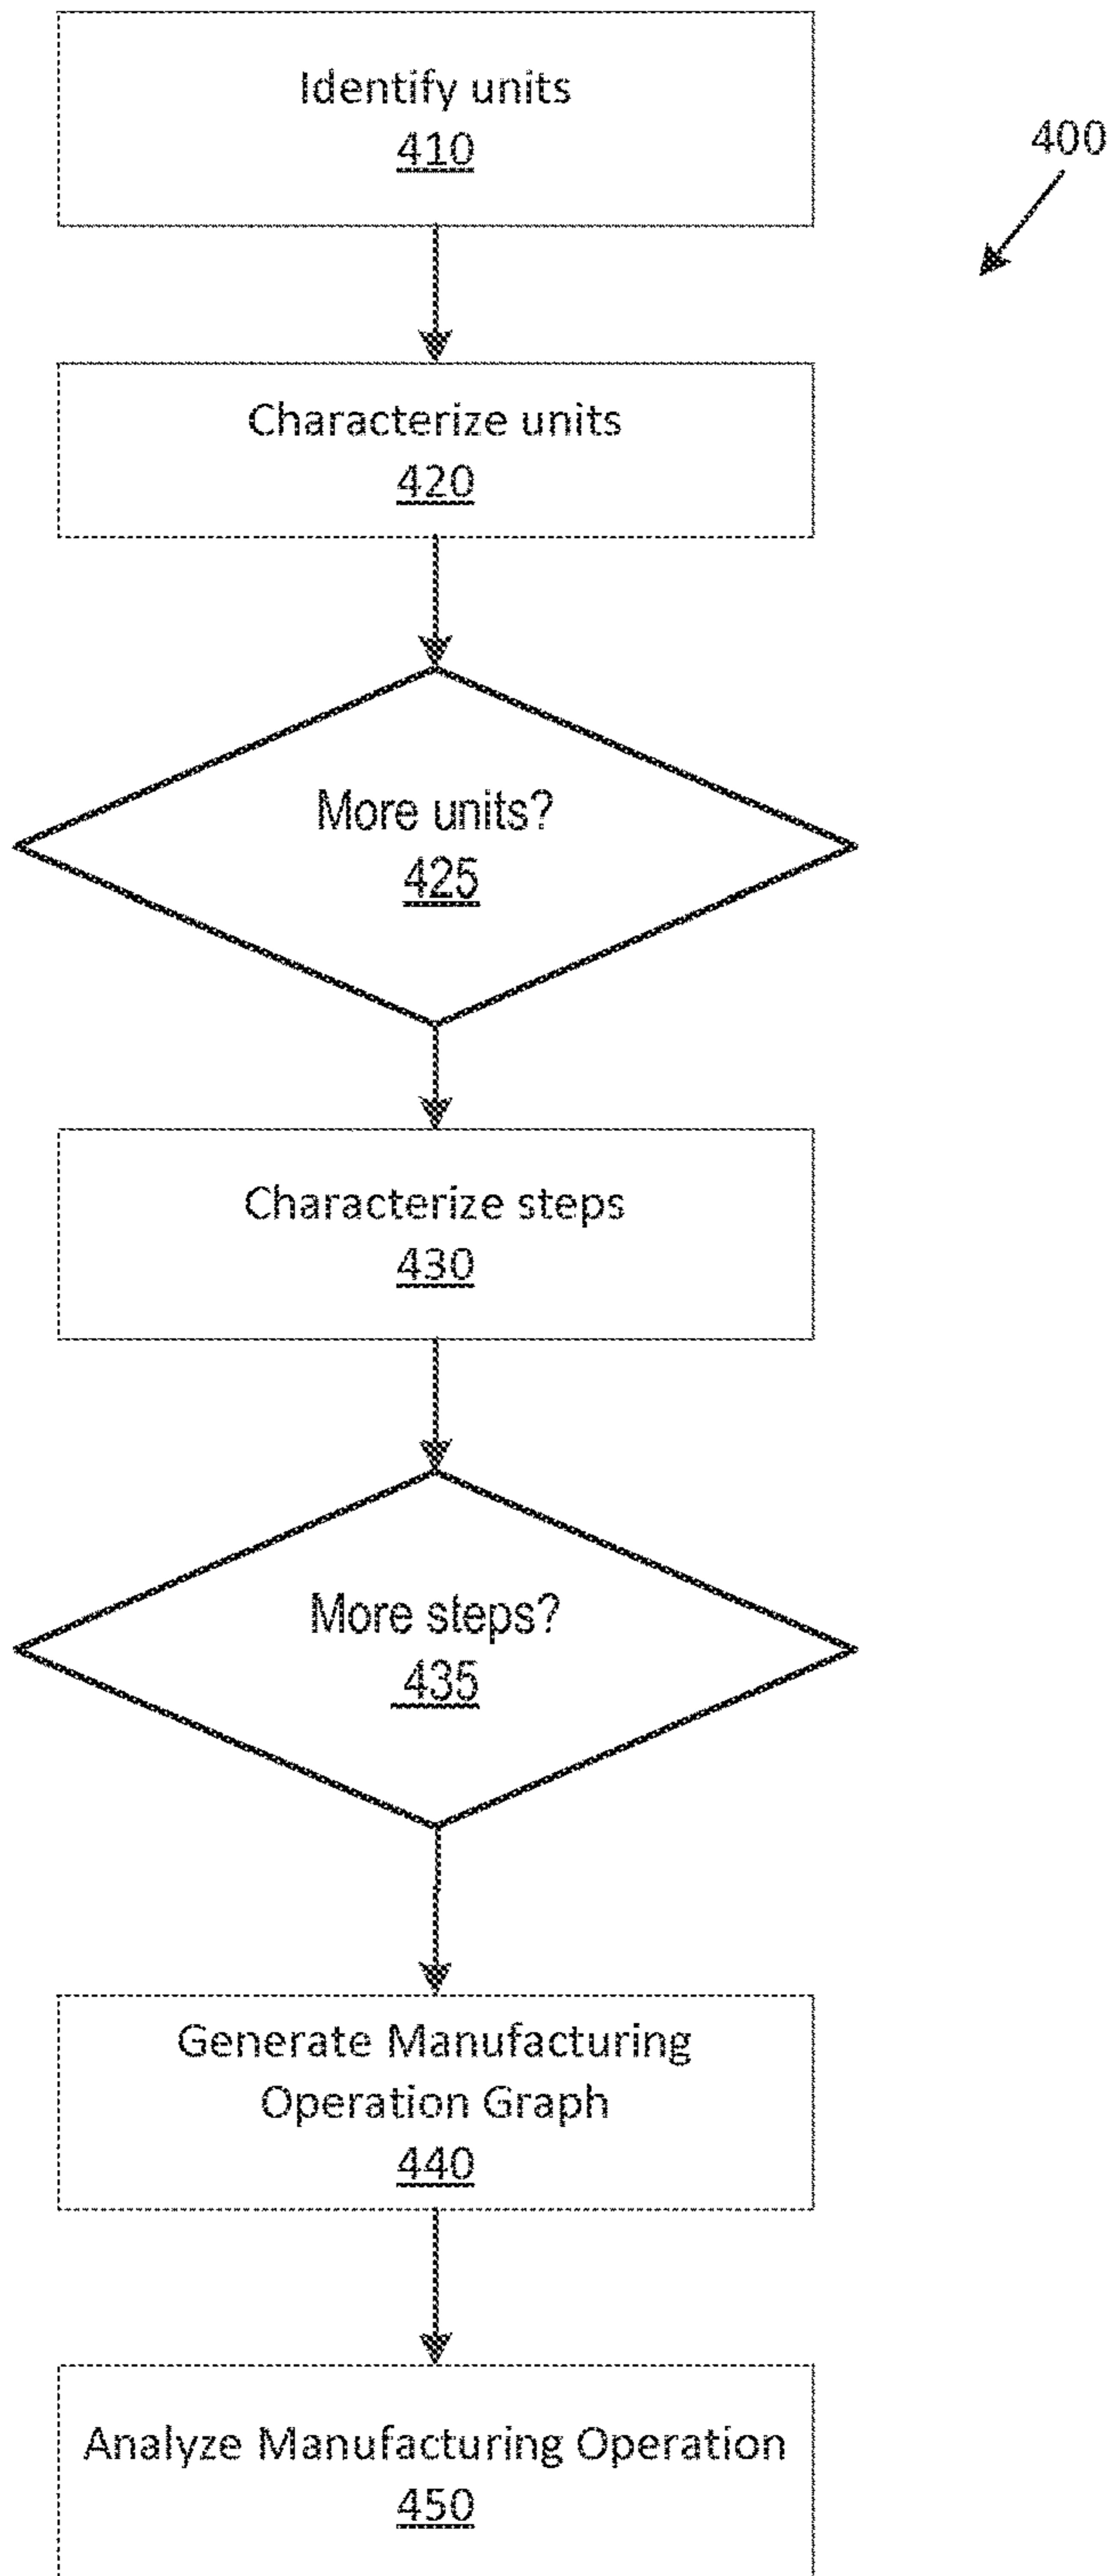 Identify units
410
400
Characterize units
420
More units?
425
Characterize steps
430
More steps?
435
Generate Manufacturing
Operation Graph
440
Analyze Manufacturing Operation
450